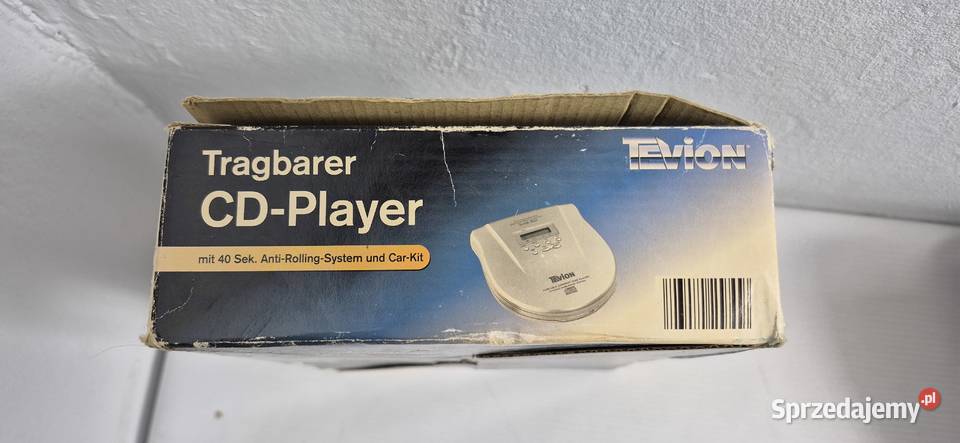 Tragbarer
CD-Player
mit 40 Sek. Anti-Rolling-System und Car-Kit
TEVION
TEVION
Sprzedajemy.pl